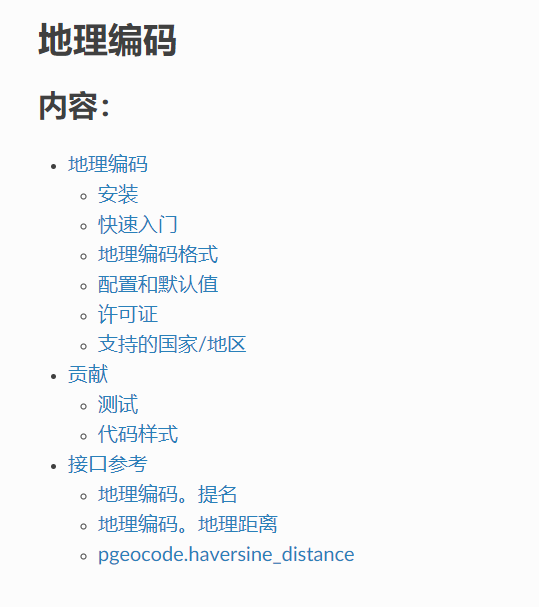 地理编码
内容：
地理编码
安装
快速入门
地理编码格式
配置和默认值
许可证
支持的国家/地区
贡献
测试
代码样式
接口参考
地理编码。提名
地理编码。地理距离
pgeocode.haversine_distance